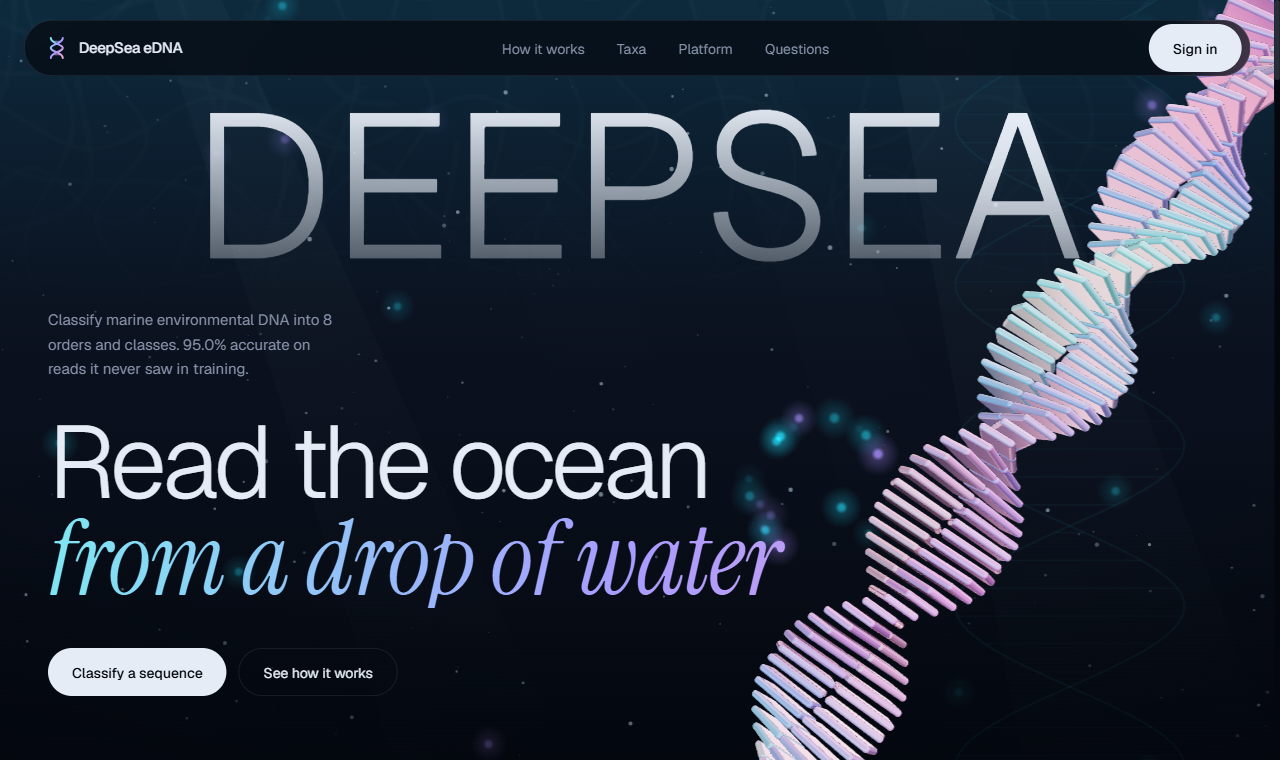 DeepSea eDNA
How it works
Taxa
Platform
Questions
Sign in
DEEPSEA
Classify marine environmental DNA into 8
orders and classes. 95.0% accurate on
reads it never saw in training.
Read the ocean
from a drop of water
Classify a sequence
See how it works